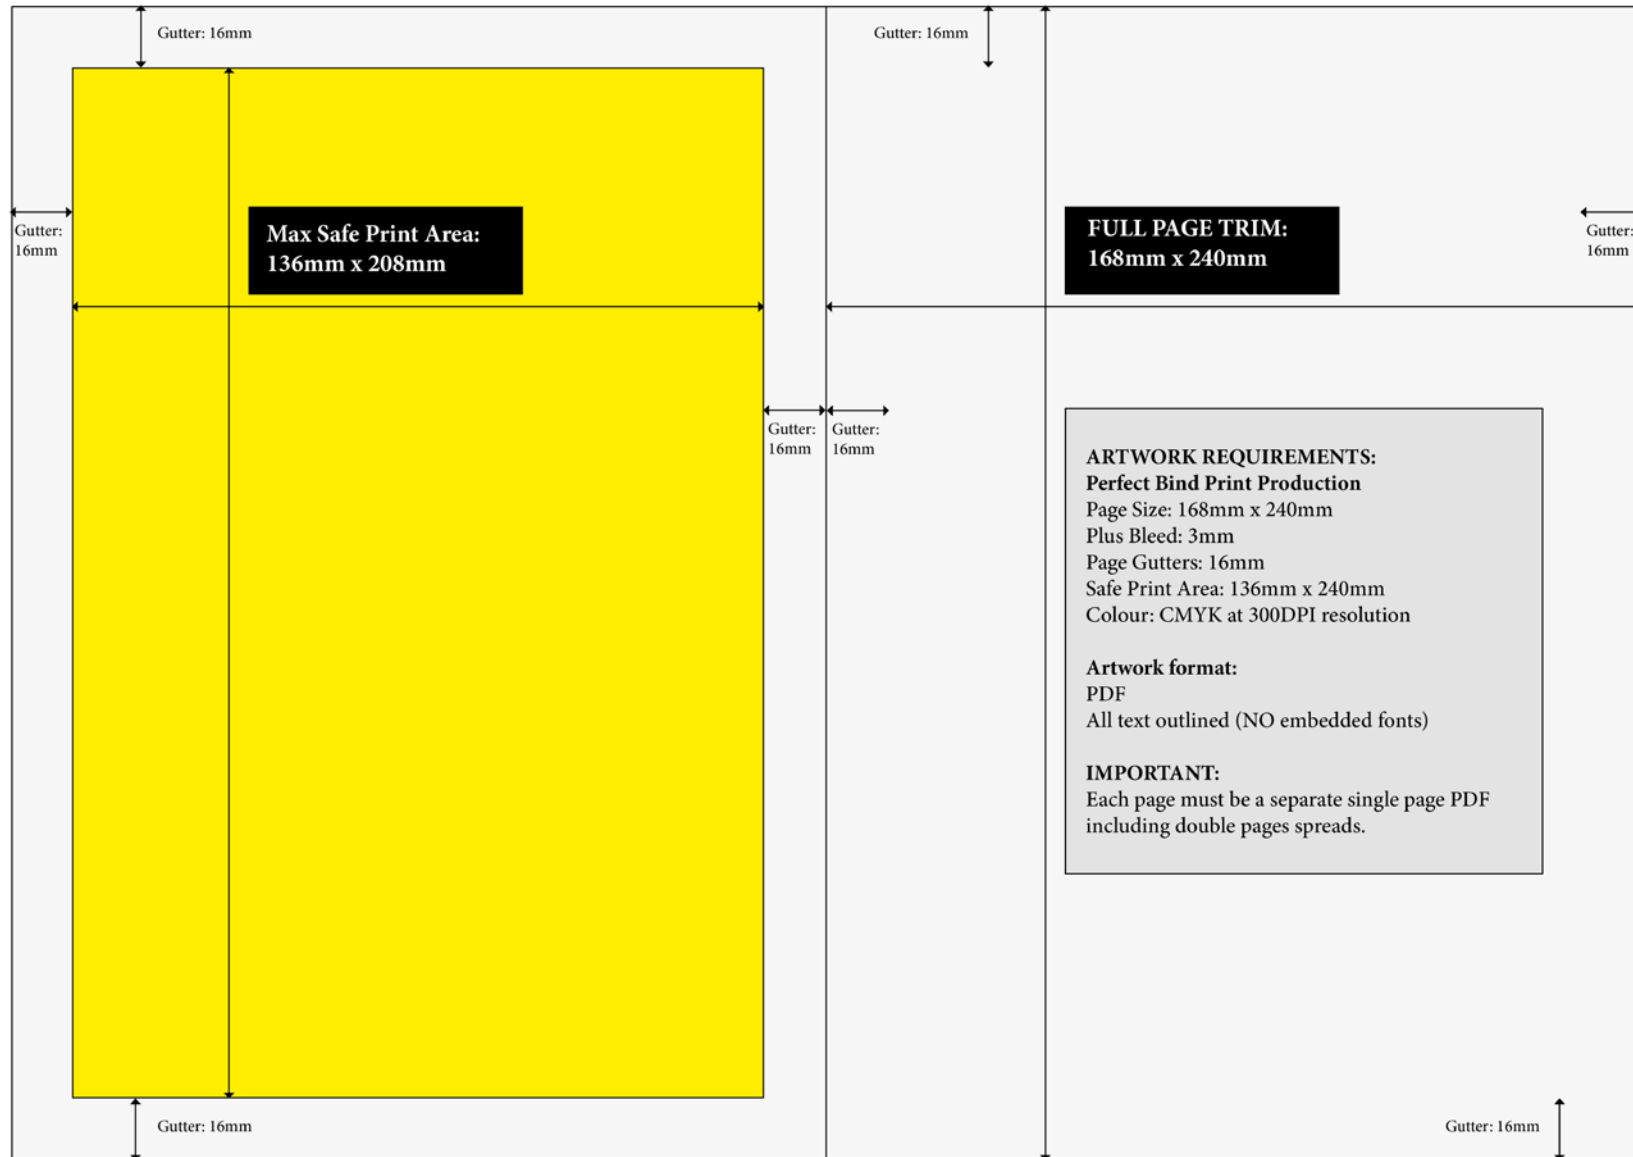 Gutter: 16mm
Gutter: 16mm
Gutter:
16mm
Max Safe Print Area:
136mm x 208mm
FULL PAGE TRIM:
168mm x 240mm
Gutter:
16mm
Gutter:
16mm
Gutter:
16mm
ARTWORK REQUIREMENTS:
Perfect Bind Print Production
Page Size: 168mm x 240mm
Plus Bleed: 3mm
Page Gutters: 16mm
Safe Print Area: 136mm x 240mm
Colour: CMYK at 300DPI resolution
Artwork format:
PDF
All text outlined (NO embedded fonts)
IMPORTANT:
Each page must be a separate single page PDF
including double pages spreads.
Gutter: 16mm
Gutter: 16mm